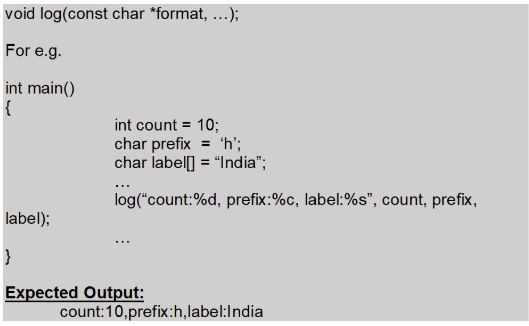 void log(const char *format, …);
For e.g.
int main()
{
int count = 10;
char prefix  =  ‘h’;
char label[] = “India”;
…
log(“count:%d, prefix:%c, label:%s”, count, prefix,
label);
…
}
Expected Output:
count:10,prefix:h,label:India